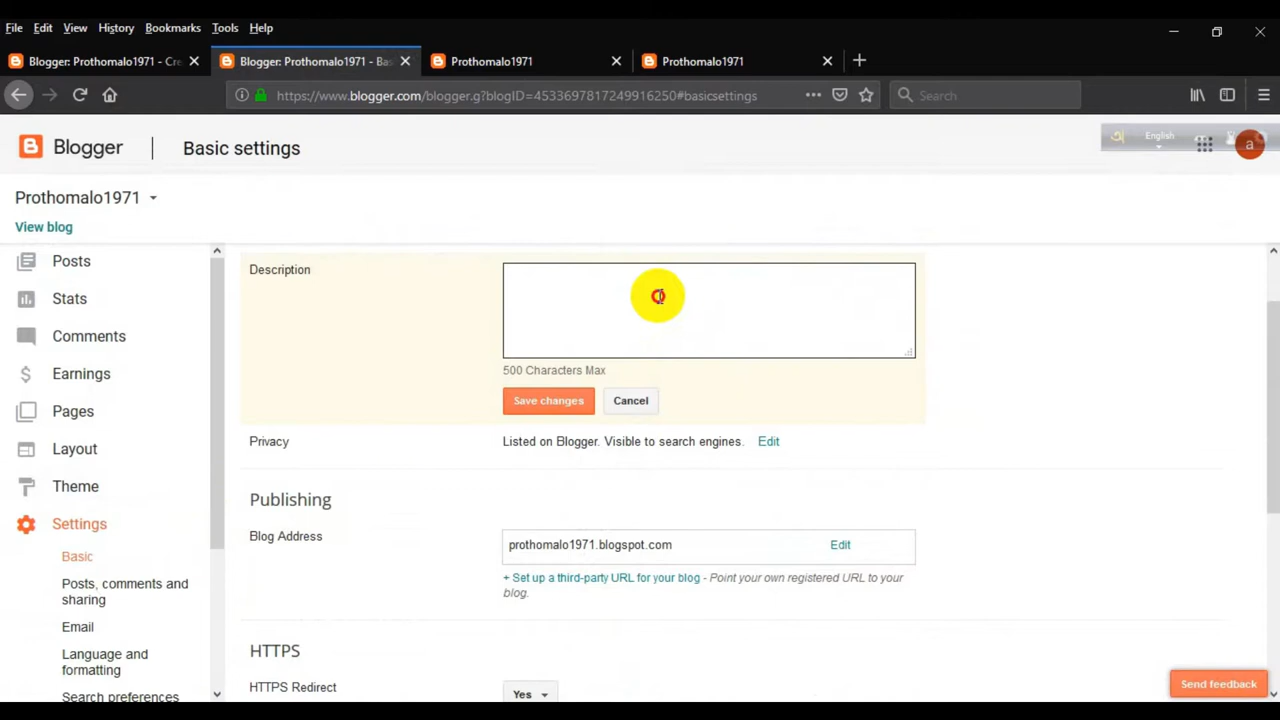 File Edit View History Bookmarks Tools Help
Blogger: Prothomalo1971 - Cre
Blogger: Prothomalo1971 - Bas
Prothomalo1971
Prothomalo1971
https://www.blogger.com/blogger.g?blogID=4533697817249916250#basicsettings
Search
Blogger
Basic settings
অ
English
a
Prothomalo1971
View blog
Posts
Stats
Comments
Earnings
Pages
Layout
Theme
Settings
Basic
Posts, comments and
sharing
Email
Language and
formatting
Search preferences
Description
500 Characters Max
Save changes
Cancel
Privacy
Listed on Blogger. Visible to search engines. Edit
Publishing
Blog Address
prothomalo1971.blogspot.com Edit
+ Set up a third-party URL for your blog - Point your own registered URL to your
blog.
HTTPS
HTTPS Redirect
Yes
Send feedback